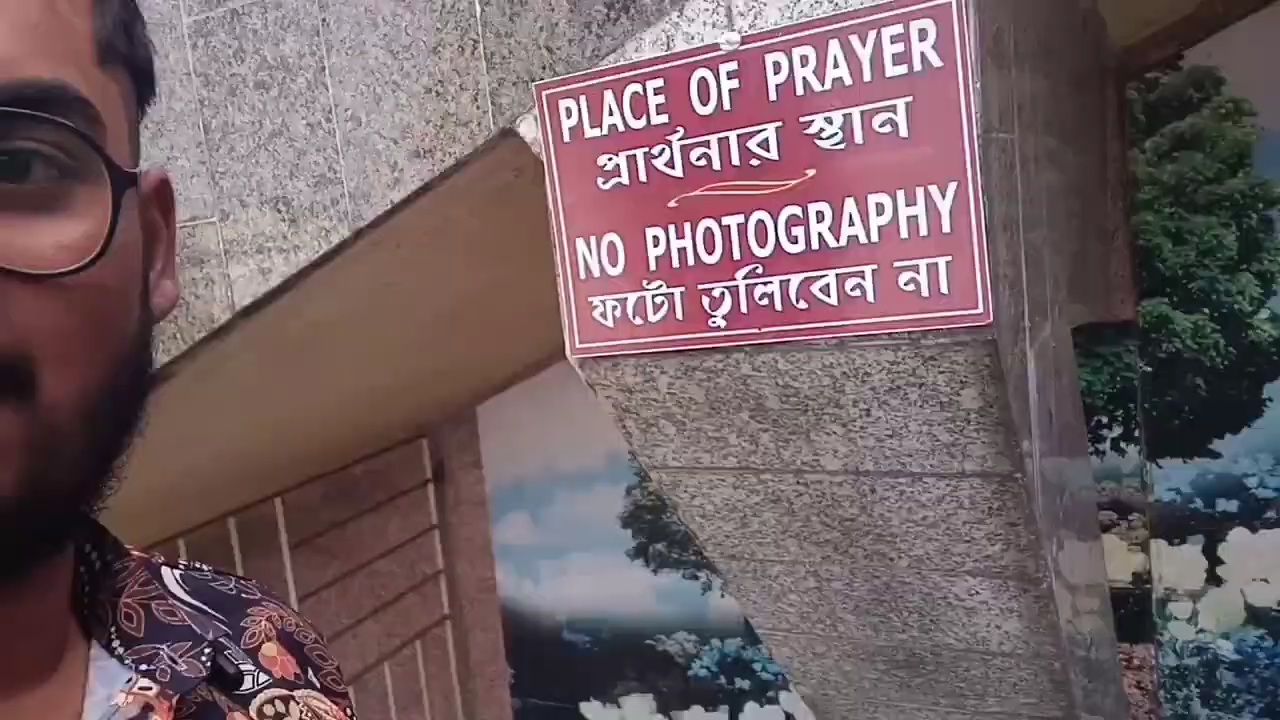 PLACE OF PRAYER
প্রার্থনার স্থান
NO PHOTOGRAPHY
ফটো তুলিবেন না